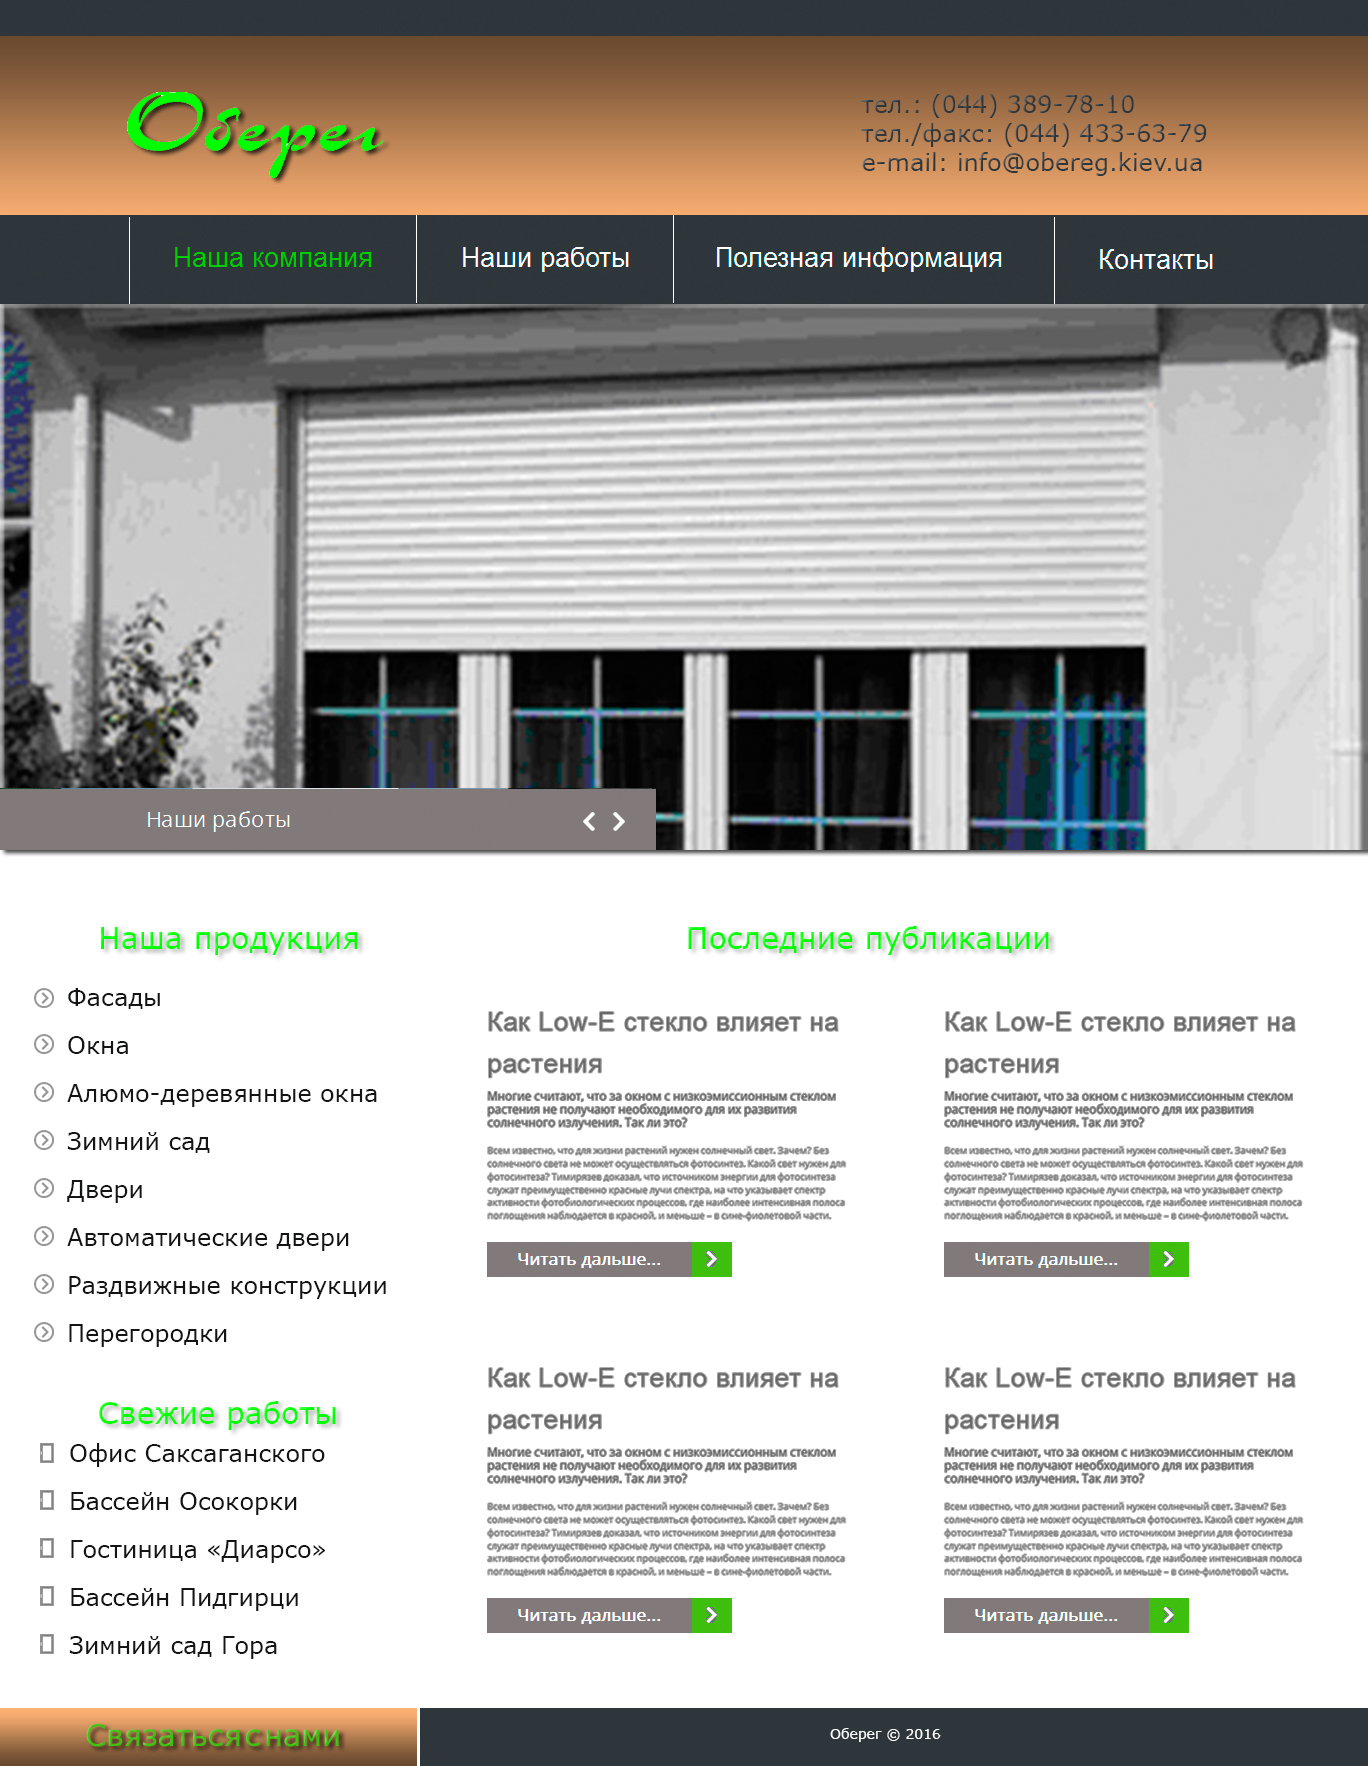 Оберег
тел.: (044) 389-78-10
тел./факс: (044) 433-63-79
e-mail: info@obereg.kiev.ua
Наша компания
Наши работы
Полезная информация
Контакты
Наши работы
Наша продукция
Фасады
Окна
Алюмо-деревянные окна
Зимний сад
Двери
Автоматические двери
Раздвижные конструкции
Перегородки
Свежие работы
Офис Саксаганского
Бассейн Осокорки
Гостиница «Диарсо»
Бассейн Пидгирци
Зимний сад Гора
Последние публикации
Как Low-E стекло влияет на
растения
Многие считают, что за окном с низкоэмиссионным стеклом
растения не получают необходимого для их развития
солнечного излучения. Так ли это?
Всем известно, что для жизни растений нужен солнечный свет. Зачем? Без
солнечного света не может осуществляться фотосинтез. Какой свет нужен для
фотосинтеза? Тимирязев доказал, что источником энергии для фотосинтеза
служат преимущественно красные лучи спектра, на что указывает спектр
активности фотобиологических процессов, где наиболее интенсивная полоса
поглощения наблюдается в красной, и меньше – в сине-фиолетовой части.
Читать дальше...
Как Low-E стекло влияет на
растения
Многие считают, что за окном с низкоэмиссионным стеклом
растения не получают необходимого для их развития
солнечного излучения. Так ли это?
Всем известно, что для жизни растений нужен солнечный свет. Зачем? Без
солнечного света не может осуществляться фотосинтез. Какой свет нужен для
фотосинтеза? Тимирязев доказал, что источником энергии для фотосинтеза
служат преимущественно красные лучи спектра, на что указывает спектр
активности фотобиологических процессов, где наиболее интенсивная полоса
поглощения наблюдается в красной, и меньше – в сине-фиолетовой части.
Читать дальше...
Как Low-E стекло влияет на
растения
Многие считают, что за окном с низкоэмиссионным стеклом
растения не получают необходимого для их развития
солнечного излучения. Так ли это?
Всем известно, что для жизни растений нужен солнечный свет. Зачем? Без
солнечного света не может осуществляться фотосинтез. Какой свет нужен для
фотосинтеза? Тимирязев доказал, что источником энергии для фотосинтеза
служат преимущественно красные лучи спектра, на что указывает спектр
активности фотобиологических процессов, где наиболее интенсивная полоса
поглощения наблюдается в красной, и меньше – в сине-фиолетовой части.
Читать дальше...
Как Low-E стекло влияет на
растения
Многие считают, что за окном с низкоэмиссионным стеклом
растения не получают необходимого для их развития
солнечного излучения. Так ли это?
Всем известно, что для жизни растений нужен солнечный свет. Зачем? Без
солнечного света не может осуществляться фотосинтез. Какой свет нужен для
фотосинтеза? Тимирязев доказал, что источником энергии для фотосинтеза
служат преимущественно красные лучи спектра, на что указывает спектр
активности фотобиологических процессов, где наиболее интенсивная полоса
поглощения наблюдается в красной, и меньше – в сине-фиолетовой части.
Читать дальше...
Связаться с нами
Оберег © 2016